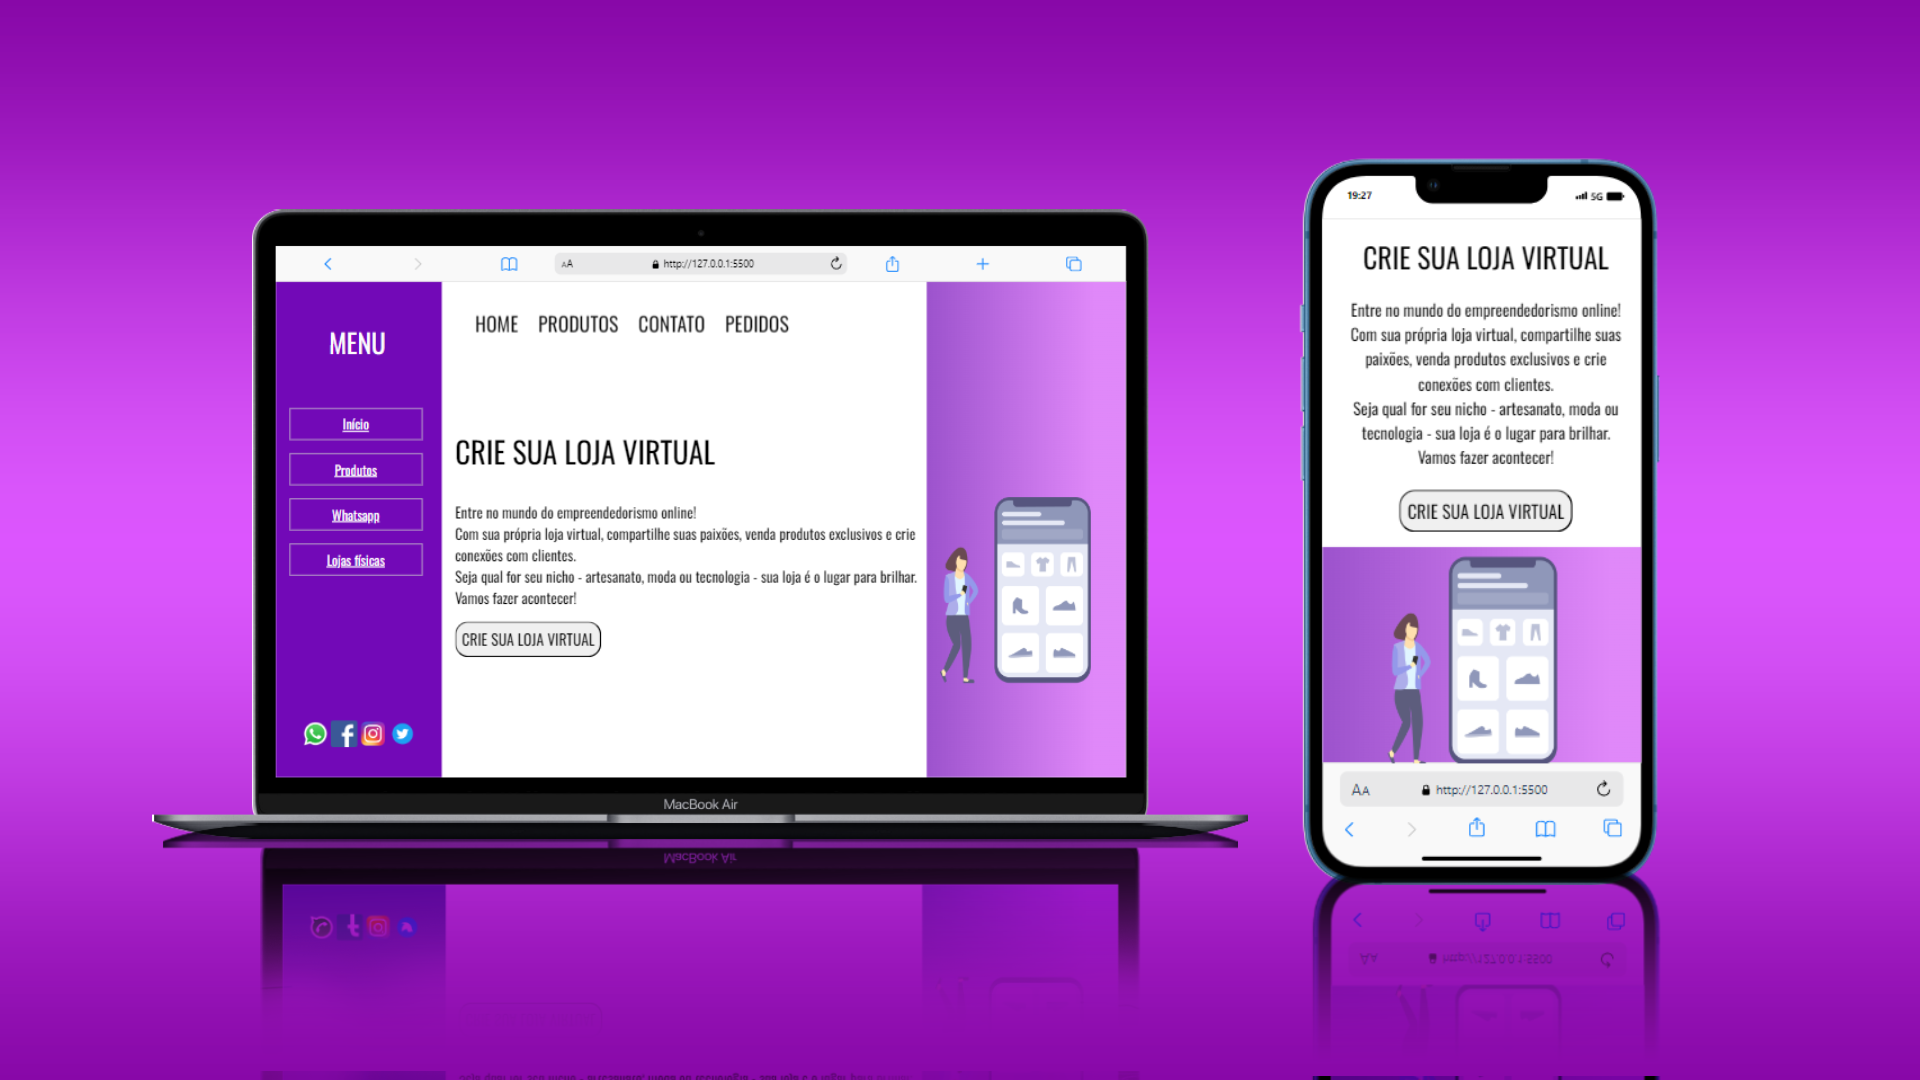 AA
http://127.0.0.1:5500
MENU
Início
Produtos
Whatsapp
Lojas físicas
HOME PRODUTOS CONTATO PEDIDOS
CRIE SUA LOJA VIRTUAL
Entre no mundo do empreendedorismo online!
Com sua própria loja virtual, compartilhe suas paixões, venda produtos exclusivos e crie
conexões com clientes.
Seja qual for seu nicho - artesanato, moda ou tecnologia - sua loja é o lugar para brilhar.
Vamos fazer acontecer!
CRIE SUA LOJA VIRTUAL
MacBook Air
19:27
5G
CRIE SUA LOJA VIRTUAL
Entre no mundo do empreendedorismo online!
Com sua própria loja virtual, compartilhe suas
paixões, venda produtos exclusivos e crie
conexões com clientes.
Seja qual for seu nicho - artesanato, moda ou
tecnologia - sua loja é o lugar para brilhar.
Vamos fazer acontecer!
CRIE SUA LOJA VIRTUAL
AA
http://127.0.0.1:5500